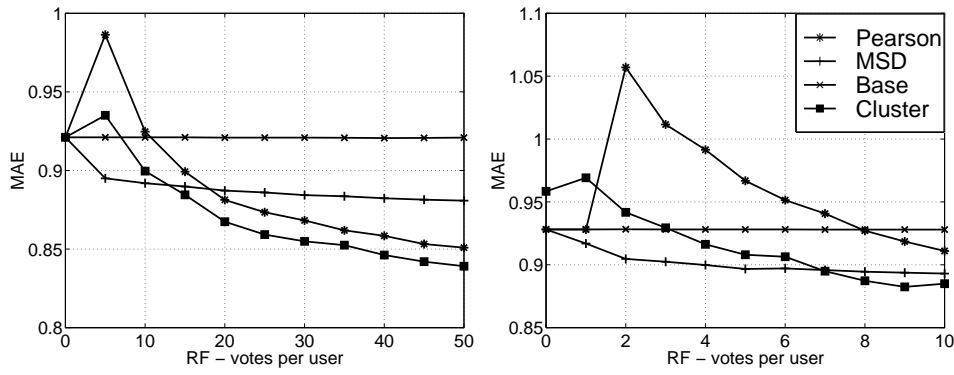 1
0.95
0.9
0.85
0.8
MAE
0 10 20 30 40 50
RF – votes per user
1.1
1.05
1
0.95
0.9
0.85
MAE
0 2 4 6 8 10
RF – votes per user
Pearson
MSD
Base
Cluster